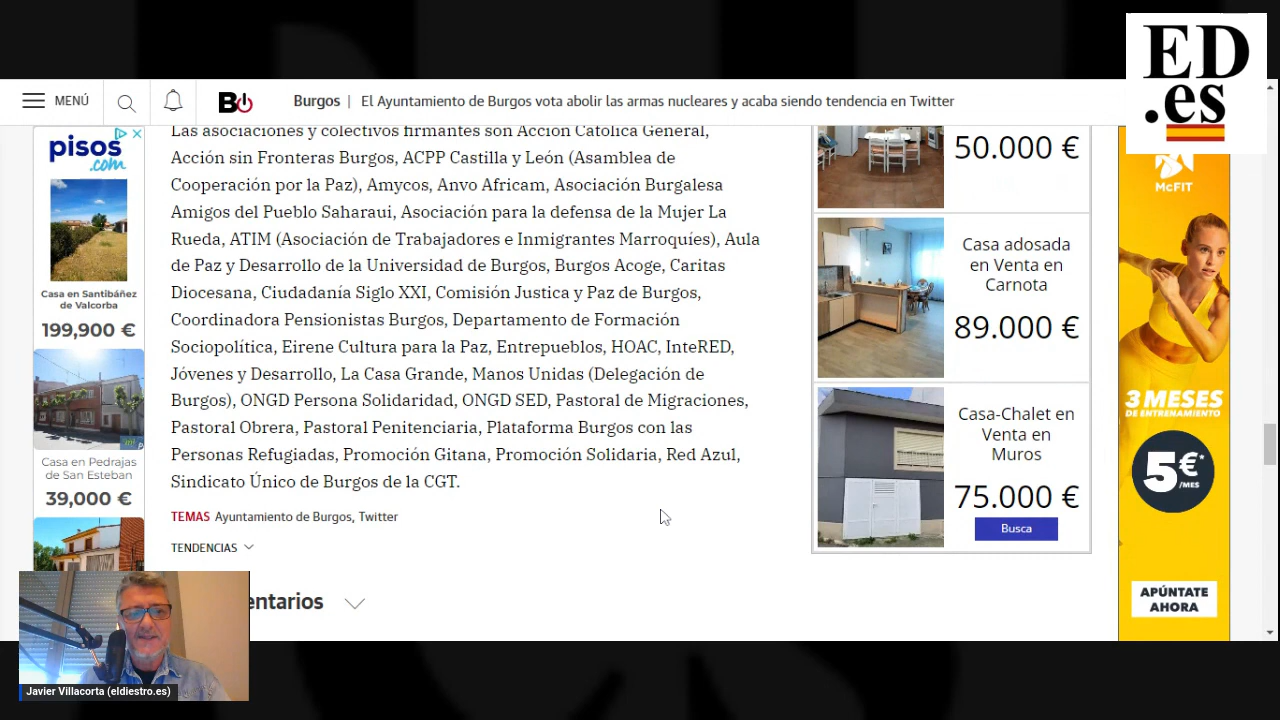 ED
.es
MENÚ
Burgos | El Ayuntamiento de Burgos vota abolir las armas nucleares y acaba siendo tendencia en Twitter
pisos
.com
Casa en Santibáñez
de Valcorba
199,900 €
Casa en Pedrajas
de San Esteban
39,000 €
Las asociaciones y colectivos firmantes son Acción Católica General,
Acción sin Fronteras Burgos, ACPP Castilla y León (Asamblea de
Cooperación por la Paz), Amycos, Anvo Africam, Asociación Burgalesa
Amigos del Pueblo Saharaui, Asociación para la defensa de la Mujer La
Rueda, ATIM (Asociación de Trabajadores e Inmigrantes Marroquíes), Aula
de Paz y Desarrollo de la Universidad de Burgos, Burgos Acoge, Caritas
Diocesana, Ciudadanía Siglo XXI, Comisión Justica y Paz de Burgos,
Coordinadora Pensionistas Burgos, Departamento de Formación
Sociopolítica, Eirene Cultura para la Paz, Entrepueblos, HOAC, InteRED,
Jóvenes y Desarrollo, La Casa Grande, Manos Unidas (Delegación de
Burgos), ONGD Persona Solidaridad, ONGD SED, Pastoral de Migraciones,
Pastoral Obrera, Pastoral Penitenciaria, Plataforma Burgos con las
Personas Refugiadas, Promoción Gitana, Promoción Solidaria, Red Azul,
Sindicato Único de Burgos de la CGT.
TEMAS Ayuntamiento de Burgos, Twitter
TENDENCIAS
entarios
50.000 €
Casa adosada
en Venta en
Carnota
89.000 €
Casa-Chalet en
Venta en
Muros
75.000 €
Busca
McFIT
3 MESES
DE ENTRENAMIENTO
5€*
/MES
APÚNTATE
AHORA
Javier Villacorta (eldiestro.es)